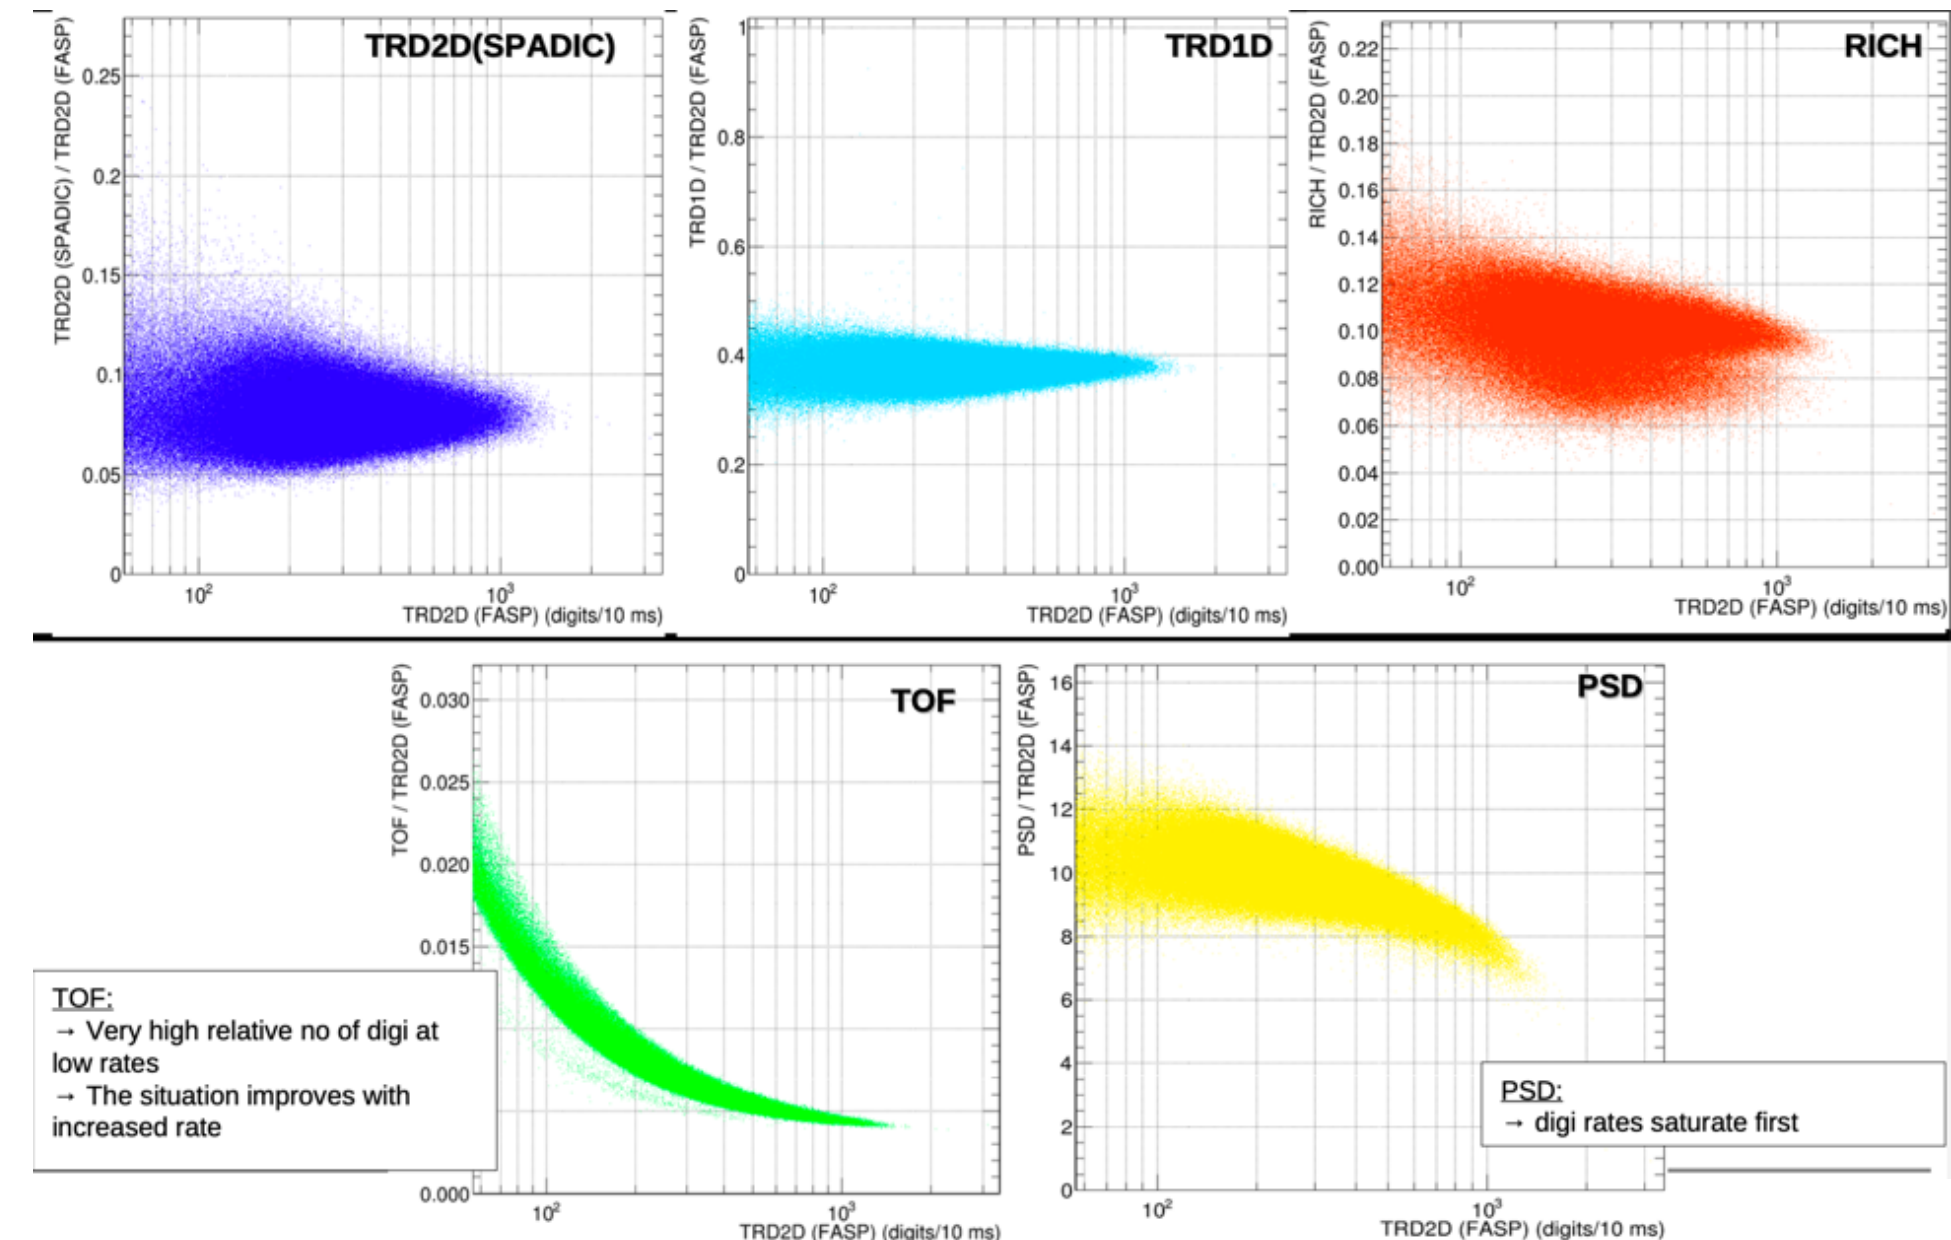 TRD2D(SPADIC)
TRD2D (SPADIC) / TRD2D (FASP)
0.25
0.2
0.15
0.1
0.05
0
10²
10³
TRD2D (FASP) (digits/10 ms)
TRD1D
TRD1D / TRD2D (FASP)
1
0.8
0.6
0.4
0.2
0
10²
10³
TRD2D (FASP) (digits/10 ms)
RICH
RICH / TRD2D (FASP)
0.22
0.20
0.18
0.16
0.14
0.12
0.10
0.08
0.06
0.04
0.02
0.00
10²
10³
TRD2D (FASP) (digits/10 ms)
TOF
TOF / TRD2D (FASP)
0.030
0.025
0.020
0.015
0.000
10²
10³
TRD2D (FASP) (digits/10 ms)
TOF:
→ Very high relative no of digi at
low rates
→ The situation improves with
increased rate
PSD
PSD / TRD2D (FASP)
16
14
12
10
8
6
4
2
0
10²
10³
TRD2D (FASP) (digits/10 ms)
PSD:
→ digi rates saturate first